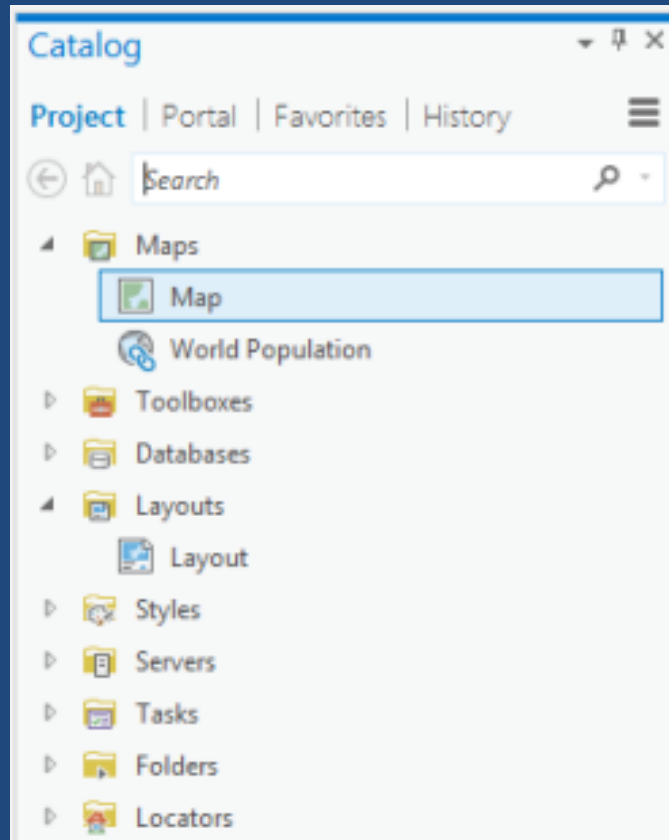 Catalog
Project | Portal | Favorites | History
Search
Maps
Map
World Population
Toolboxes
Databases
Layouts
Layout
Styles
Servers
Tasks
Folders
Locators